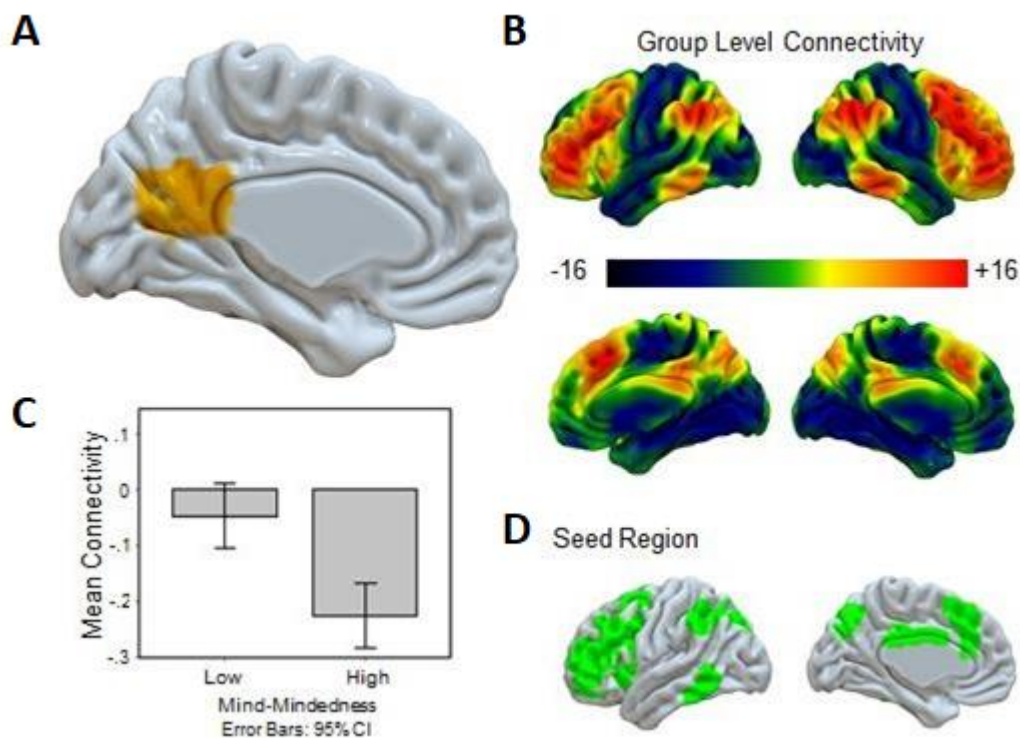 A
B
Group Level Connectivity
-16
+16
C
Mean Connectivity
.1
0
-.1
-.2
-.3
Low
High
Mind-Mindedness
Error Bars: 95% CI
D
Seed Region